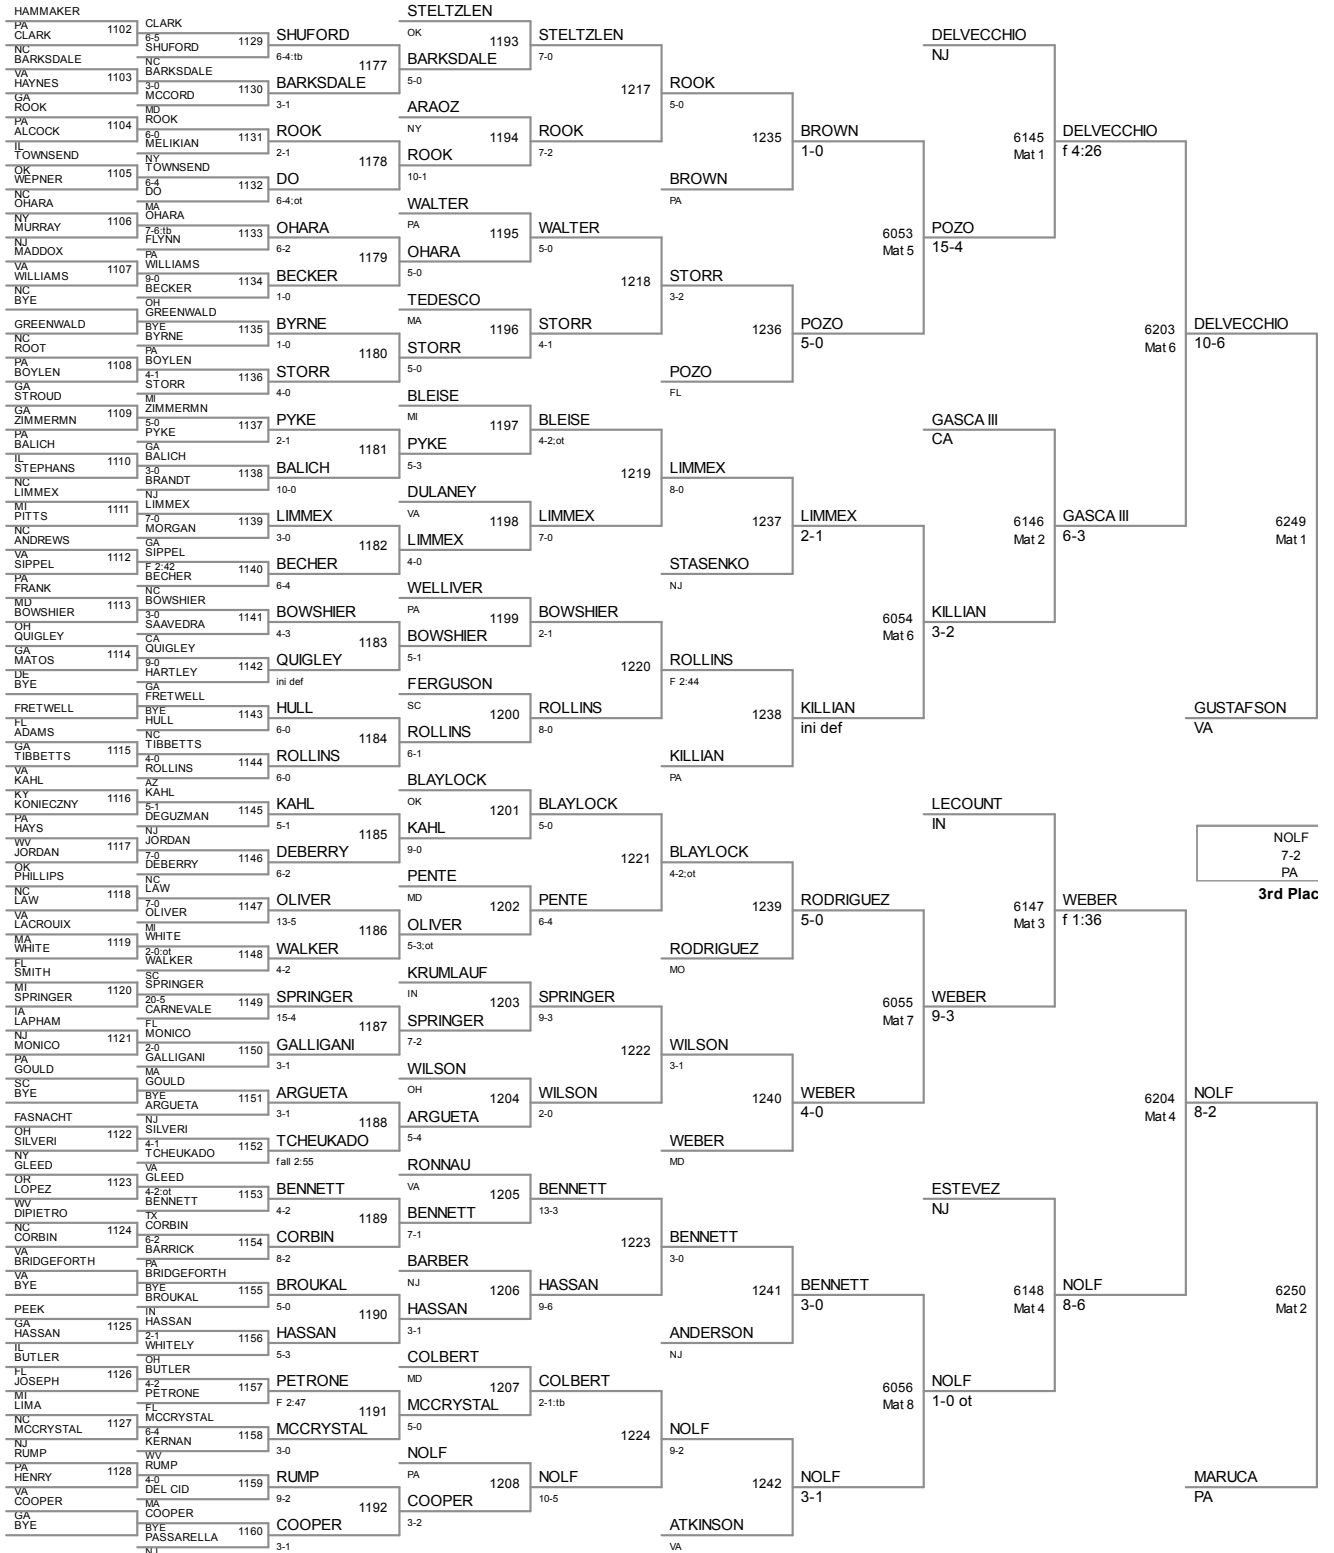 HAMMAKER
PA
CLARK
NC
BARKSDALE
VA
HAYNES
GA
ROOK
PA
ALCOCK
IL
TOWNSEND
OK
WEPNER
NC
OHARA
NY
MURRAY
NJ
MADDOX
VA
WILLIAMS
NC
BYE
GREENWALD
NC
ROOT
PA
BOYLEN
GA
STROUD
GA
ZIMMERMN
PA
BALICH
IL
STEPHANS
NC
LIMMEX
MI
PITTS
NC
ANDREWS
VA
SIPPEL
PA
FRANK
MD
BOWSHIER
OH
QUIGLEY
GA
MATOS
DE
BYE
FRETWELL
FL
ADAMS
GA
TIBBETTS
VA
KAHL
KY
KONIECZNY
PA
HAYS
WV
JORDAN
OK
PHILLIPS
NC
LAW
VA
LACROUIX
MA
WHITE
FL
SMITH
MI
SPRINGER
IA
LAPHAM
NJ
MONICO
PA
GOULD
SC
BYE
FASNACHT
OH
SILVERI
NY
GLEED
OR
LOPEZ
WV
DIPIETRO
NC
CORBIN
VA
BRIDGEFORTH
VA
BYE
PEEK
GA
HASSAN
IL
BUTLER
FL
JOSEPH
MI
LIMA
NC
MCCRYSTAL
NJ
RUMP
PA
HENRY
VA
COOPER
GA
BYE
1102
1103
1104
1105
1106
1107
1108
1109
1110
1111
1112
1113
1114
1115
1116
1117
1118
1119
1120
1121
1122
1123
1124
1125
1126
1127
1128
CLARK
6-5
SHUFORD
NC
BARKSDALE
3-0
MCCORD
MD
ROOK
6-0
MELIKIAN
NY
TOWNSEND
6-4
DO
MA
OHARA
7-6:tb
FLYNN
PA
WILLIAMS
9-0
BECKER
OH
GREENWALD
BYE
BYRNE
PA
BOYLEN
4-1
STORR
MI
ZIMMERMN
5-0
PYKE
GA
BALICH
3-0
BRANDT
NJ
LIMMEX
7-0
MORGAN
GA
SIPPEL
F 2:42
BECHER
NC
BOWSHIER
3-0
SAAVEDRA
CA
QUIGLEY
9-0
HARTLEY
GA
FRETWELL
BYE
HULL
NC
TIBBETTS
4-0
ROLLINS
AZ
KAHL
5-1
DEGUZMAN
NJ
JORDAN
7-0
DEBERRY
NC
LAW
7-0
OLIVER
MI
WHITE
2-0:ot
WALKER
SC
SPRINGER
20-5
CARNEVALE
FL
MONICO
2-0
GALLIGANI
MA
GOULD
BYE
ARGUETA
NJ
SILVERI
4-1
TCHEUKADO
VA
GLEED
4-2:ot
BENNETT
TX
CORBIN
6-2
BARRICK
PA
BRIDGEFORTH
BYE
BROUKAL
IN
HASSAN
2-1
WHITELY
OH
BUTLER
4-2
PETRONE
FL
MCCRYSTAL
6-4
KERNAN
WV
RUMP
4-0
DEL CID
MA
COOPER
BYE
PASSARELLA
NJ
1129
1130
1131
1132
1133
1134
1135
1136
1137
1138
1139
1140
1141
1142
1143
1144
1145
1146
1147
1148
1149
1150
1151
1152
1153
1154
1155
1156
1157
1158
1159
1160
SHUFORD
6-4:tb
BARKSDALE
3-1
ROOK
2-1
DO
6-4;ot
OHARA
6-2
BECKER
1-0
BYRNE
1-0
STORR
4-0
PYKE
2-1
BALICH
10-0
LIMMEX
3-0
BECHER
6-4
BOWSHIER
4-3
QUIGLEY
ini def
HULL
6-0
ROLLINS
6-0
KAHL
5-1
DEBERRY
6-2
OLIVER
13-5
WALKER
4-2
SPRINGER
15-4
GALLIGANI
3-1
ARGUETA
3-1
TCHEUKADO
fall 2:55
BENNETT
4-2
CORBIN
8-2
BROUKAL
5-0
HASSAN
5-3
PETRONE
F 2:47
MCCRYSTAL
3-0
RUMP
9-2
COOPER
3-1
1177
1178
1179
1180
1181
1182
1183
1184
1185
1186
1187
1188
1189
1190
1191
1192
STELTZLEN
OK
BARKSDALE
5-0
ARAOZ
NY
ROOK
10-1
WALTER
PA
OHARA
5-0
TEDESCO
MA
STORR
5-0
BLEISE
MI
PYKE
5-3
DULANEY
VA
LIMMEX
4-0
WELLIVER
PA
BOWSHIER
5-1
FERGUSON
SC
ROLLINS
6-1
BLAYLOCK
OK
KAHL
9-0
PENTE
MD
OLIVER
5-3;ot
KRUMLAUF
IN
SPRINGER
7-2
WILSON
OH
ARGUETA
5-4
RONNAU
VA
BENNETT
7-1
BARBER
NJ
HASSAN
3-1
COLBERT
MD
MCCRYSTAL
5-0
NOLF
PA
COOPER
3-2
1193
1194
1195
1196
1197
1198
1199
1200
1201
1202
1203
1204
1205
1206
1207
1208
STELTZLEN
7-0
ROOK
7-2
WALTER
5-0
STORR
4-1
BLEISE
4-2;ot
LIMMEX
7-0
BOWSHIER
2-1
ROLLINS
8-0
BLAYLOCK
5-0
PENTE
6-4
SPRINGER
9-3
WILSON
2-0
BENNETT
13-3
HASSAN
9-6
COLBERT
2-1:tb
NOLF
10-5
1217
1218
1219
1220
1221
1222
1223
1224
ROOK
5-0
BROWN
PA
STORR
3-2
POZO
FL
LIMMEX
8-0
STASENKO
NJ
ROLLINS
F 2:44
KILLIAN
PA
BLAYLOCK
4-2;ot
RODRIGUEZ
MO
WILSON
3-1
WEBER
MD
BENNETT
3-0
ANDERSON
NJ
NOLF
9-2
ATKINSON
VA
1235
1236
1237
1238
1239
1240
1241
1242
BROWN
1-0
POZO
5-0
LIMMEX
2-1
KILLIAN
ini def
RODRIGUEZ
5-0
WEBER
4-0
BENNETT
3-0
NOLF
3-1
6053
Mat 5
6054
Mat 6
6055
Mat 7
6056
Mat 8
DELVECCHIO
NJ
POZO
15-4
GASCA III
CA
KILLIAN
3-2
LECOUNT
IN
WEBER
9-3
ESTEVEZ
NJ
NOLF
1-0 ot
6145
Mat 1
6146
Mat 2
6147
Mat 3
6148
Mat 4
DELVECCHIO
f 4:26
GASCA III
6-3
WEBER
f 1:36
NOLF
8-6
6203
Mat 6
6204
Mat 4
DELVECCHIO
10-6
GUSTAFSON
VA
NOLF
8-2
MARUCA
PA
6249
Mat 1
6250
Mat 2
NOLF
7-2
PA
3rd Plac